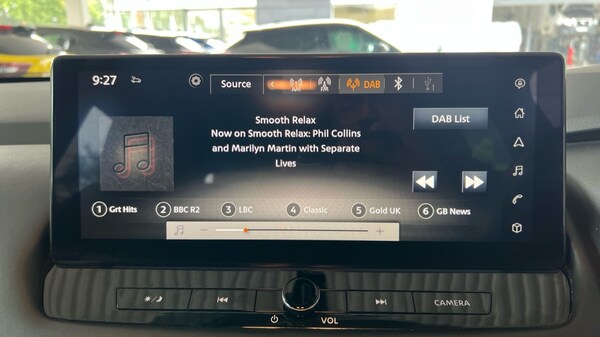 9:27
Source
DAB
Smooth Relax
Now on Smooth Relax: Phil Collins
and Marilyn Martin with Separate
Lives
DAB List
1 Grt Hits
2 BBC R2
3 LBC
4 Classic
5 Gold UK
6 GB News
VOL
CAMERA